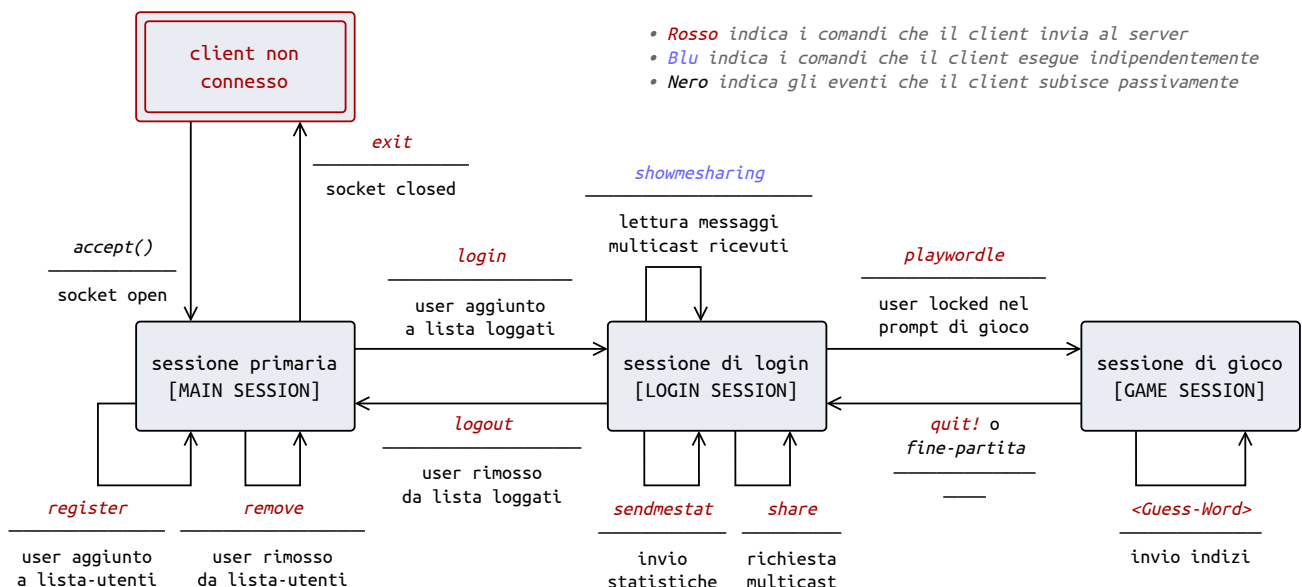 client non
connesso
• Rosso indica i comandi che il client invia al server
• Blu indica i comandi che il client esegue indipendentemente
• Nero indica gli eventi che il client subisce passivamente
exit
socket closed
showmesharing
lettura messaggi
multicast ricevuti
accept()
socket open
login
user aggiunto
a lista loggati
playwordle
user locked nel
prompt di gioco
sessione primaria
[MAIN SESSION]
sessione di login
[LOGIN SESSION]
sessione di gioco
[GAME SESSION]
logout
user rimosso
da lista loggati
quit! o
fine-partita
register
user aggiunto
a lista-utenti
remove
user rimosso
da lista-utenti
sendmestat
invio
statistiche
share
richiesta
multicast
<Guess-Word>
invio indizi